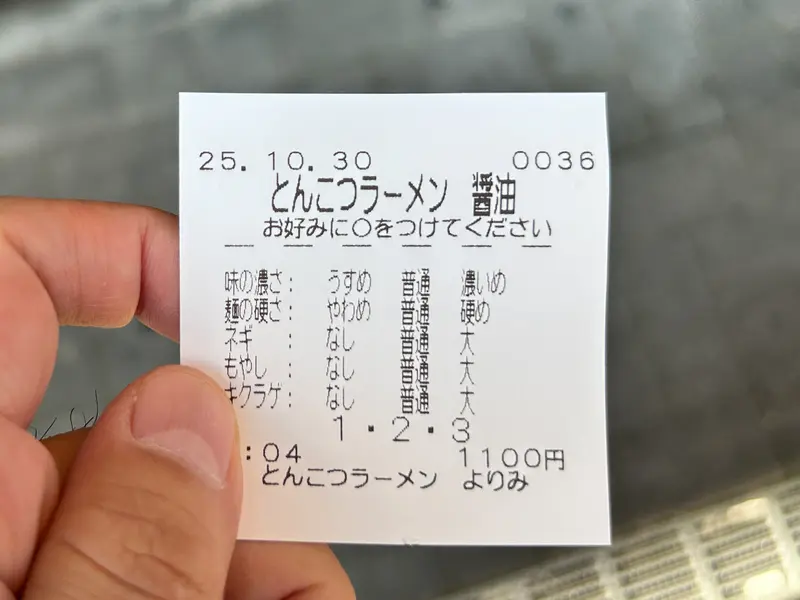 25.10.30 0036
とんこつラーメン 醤油
お好みに○をつけてください
味の濃さ: うすめ 普通 濃いめ
麺の硬さ: やわめ 普通 硬め
ネギ : なし 普通 大
もやし : なし 普通 大
キクラゲ: なし 普通 大
1・2・3
:04 1100円
とんこつラーメン よりみ